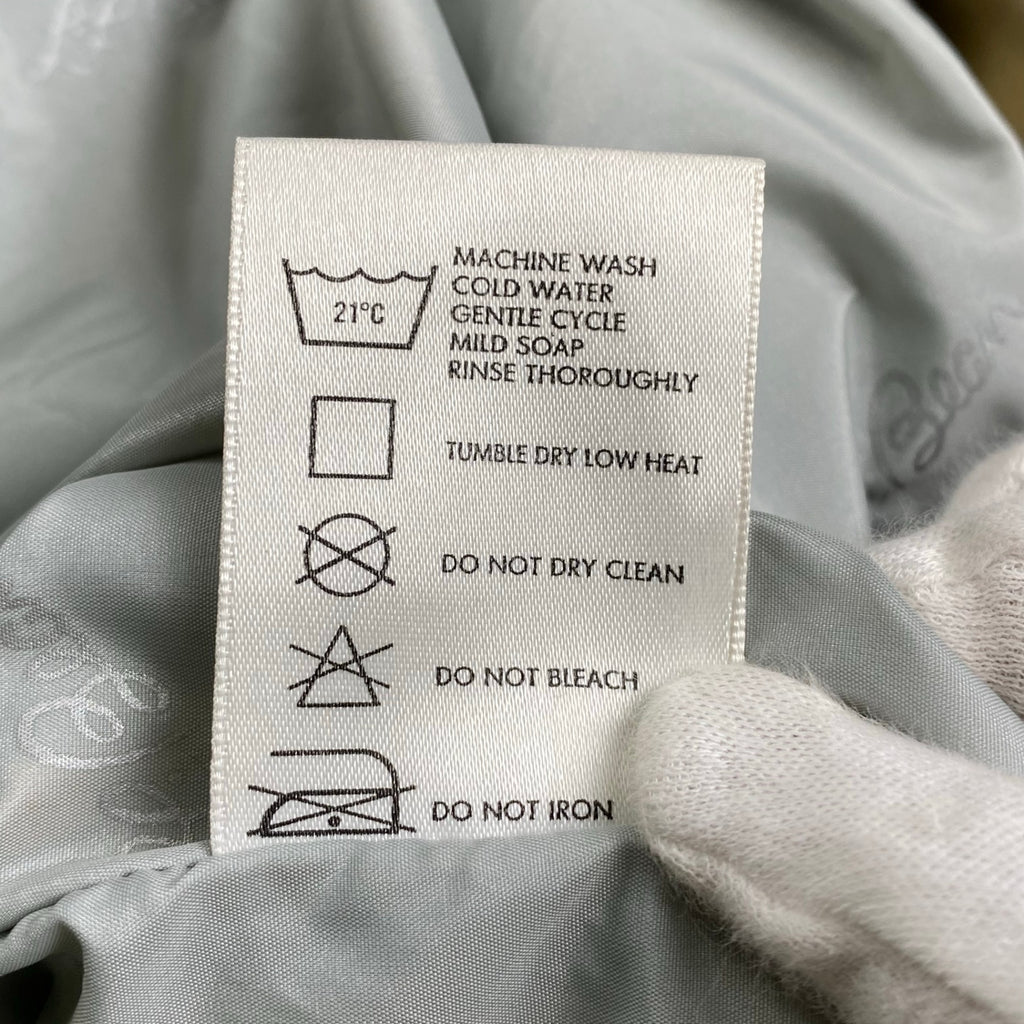 21°C
MACHINE WASH
COLD WATER
GENTLE CYCLE
MILD SOAP
RINSE THOROUGHLY
TUMBLE DRY LOW HEAT
DO NOT DRY CLEAN
DO NOT BLEACH
DO NOT IRON